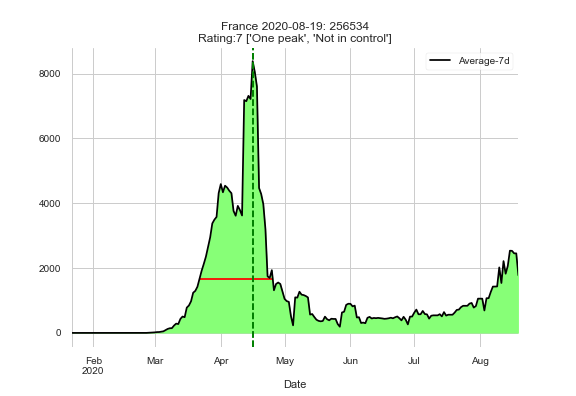 France 2020-08-19: 256534
Rating:7 ['One peak', 'Not in control']
Average-7d
8000
6000
4000
2000
0
Feb Mar Apr May Jun Jul Aug
2020
Date